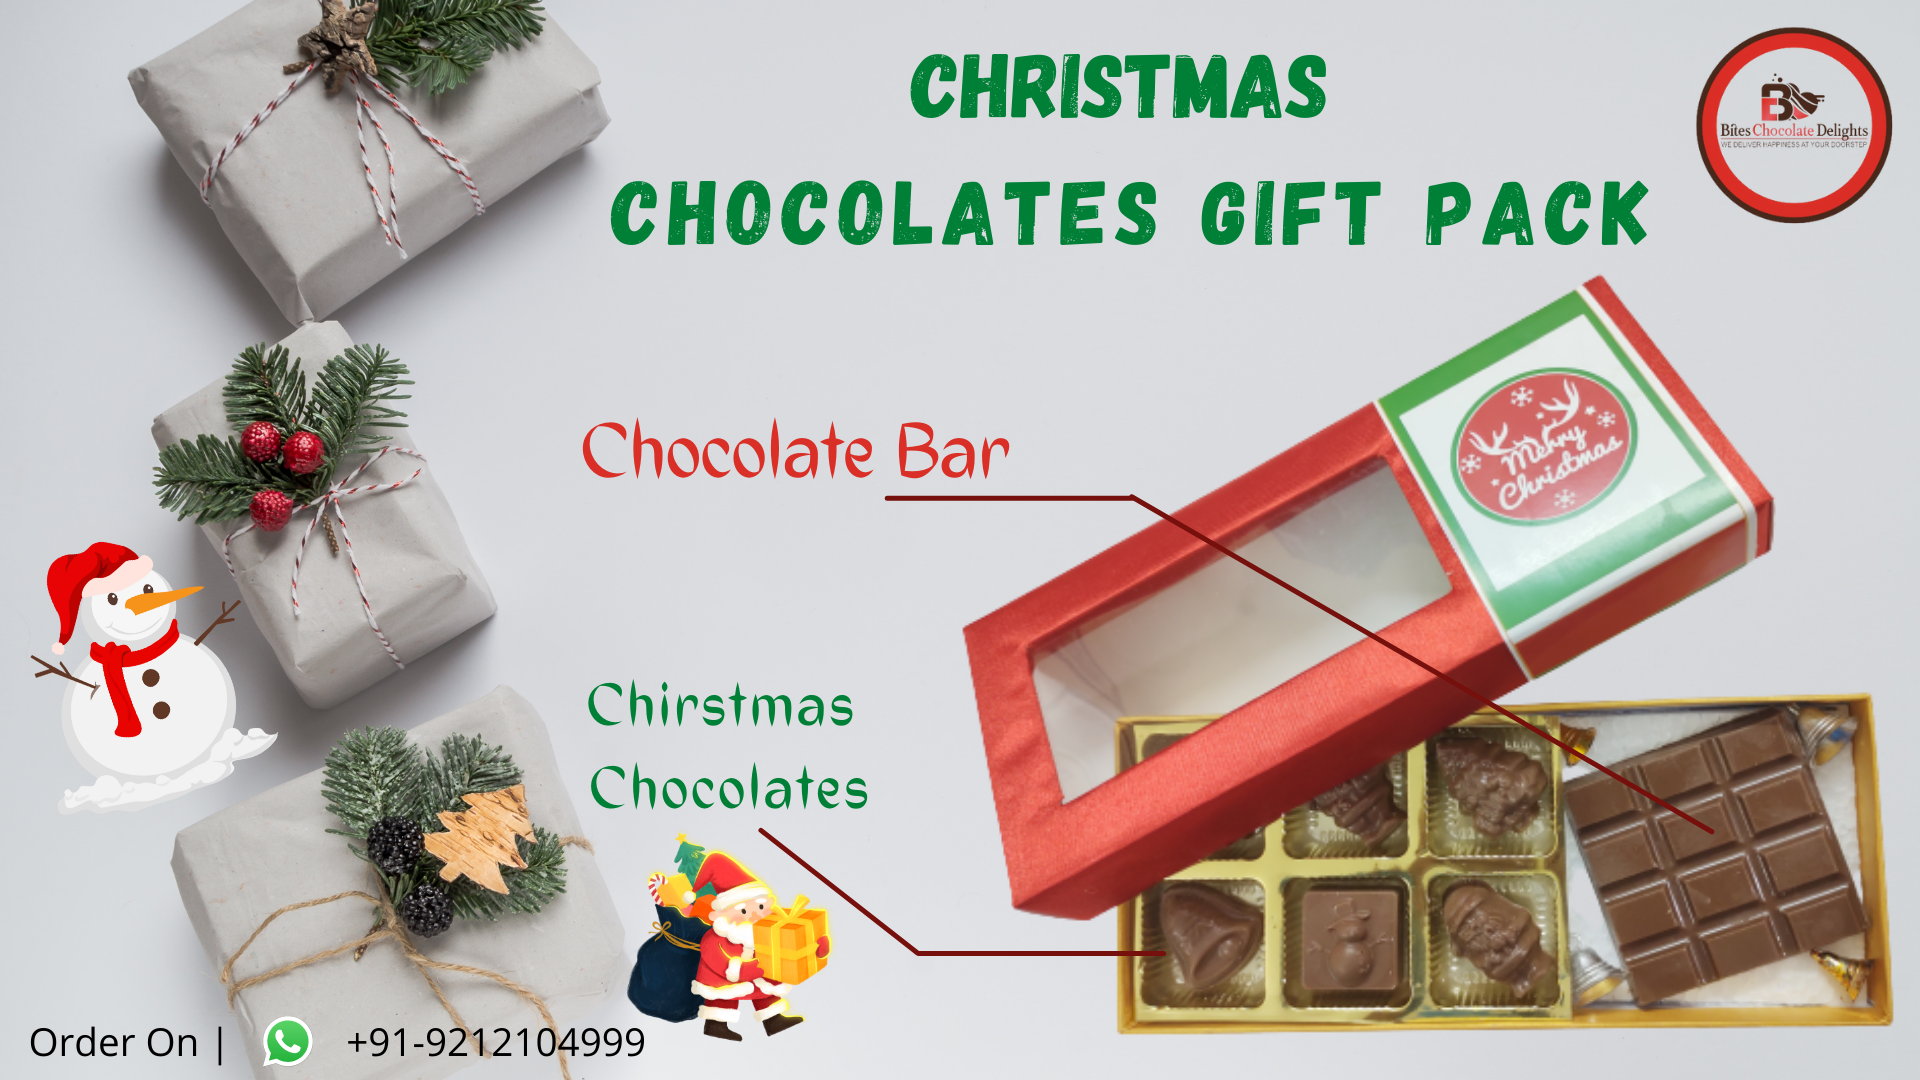 CHRISTMAS
CHOCOLATES GIFT PACK
B
Bites Chocolate Delights
WE DELIVER HAPPINESS AT YOUR DOORSTEP
Chocolate Bar
Merry
Christmas
Chirstmas
Chocolates
Order On | +91-9212104999